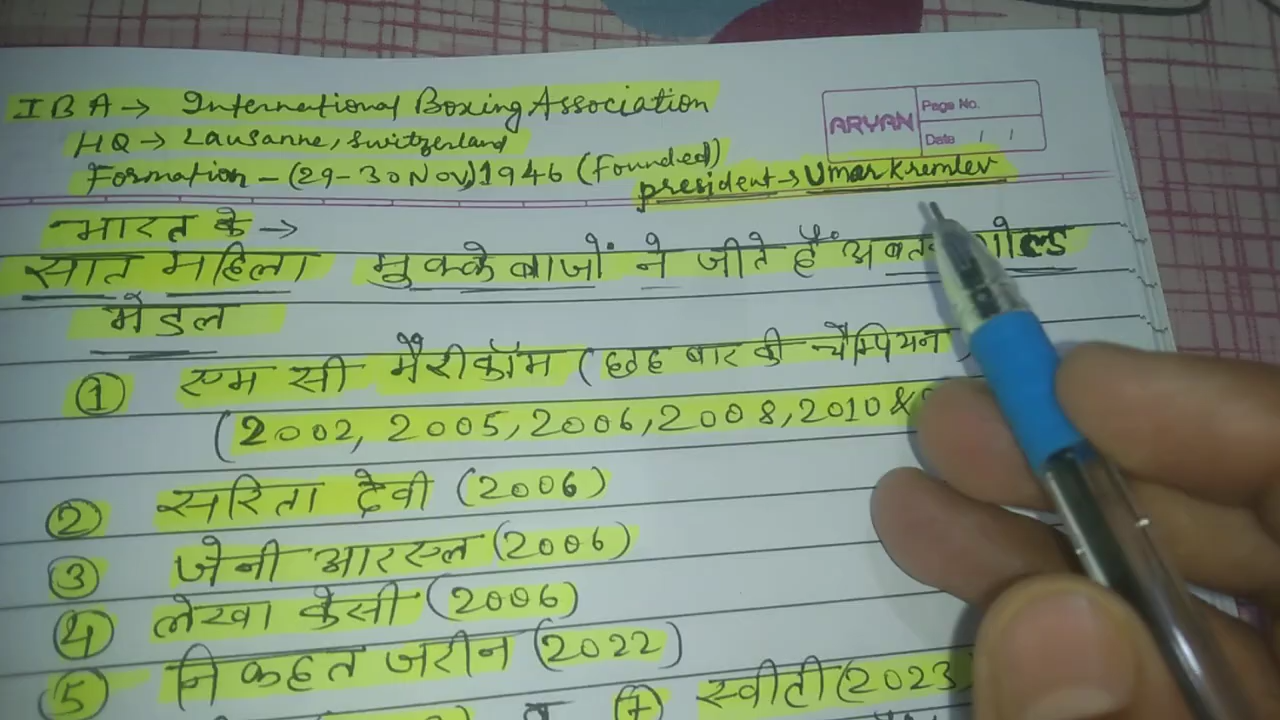 IBA → International Boxing Association
HQ → Lausanne, Switzerland
Formation - (29-30 Nov) 1946 (founded)
president → Umar Kremlev
ARYAN
Page No.
Date / /
भारत के →
सात महिला मुक्केबाजों ने जीते हैं अबतक गोल्ड
मेडल
① एम सी मैरीकॉम (छह बार की चैम्पियन)
(2002, 2005, 2006, 2008, 2010 &
② सरिता देवी (2006)
③ जेनी आरएल (2006)
④ लेखा केसी (2006)
⑤ निकहत जरीन (2022)
व ⑦ स्वीटी (2023)